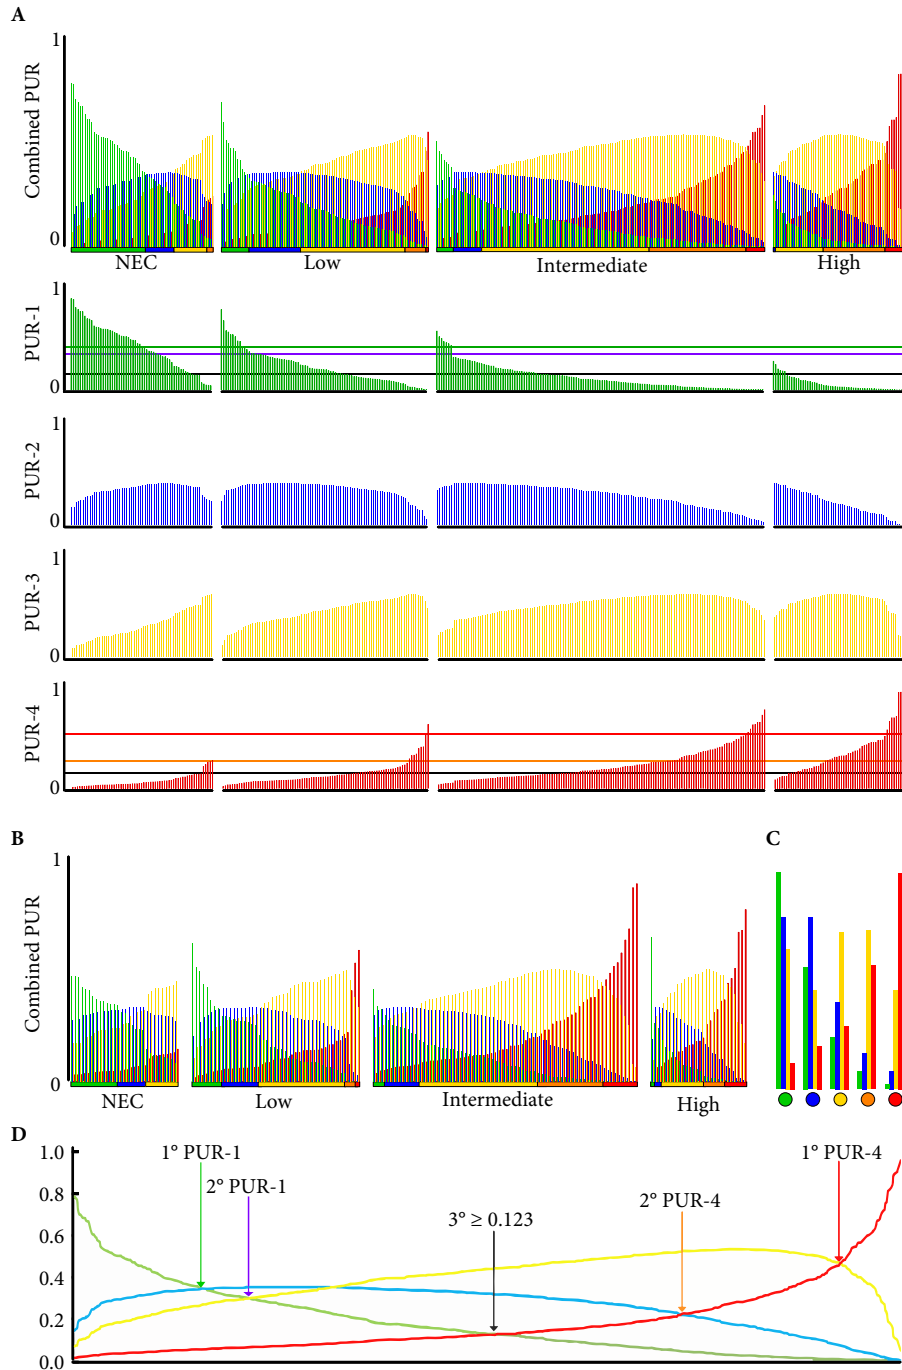 A
1
Combined PUR
0
NEC Low Intermediate High
1
PUR-1
0
1
PUR-2
0
1
PUR-3
0
1
PUR-4
0
B
C
1
Combined PUR
0
NEC Low Intermediate High
D
1.0
0.8
0.6
0.4
0.2
0
1° PUR-1
2° PUR-1
3° ≥ 0.123
2° PUR-4
1° PUR-4